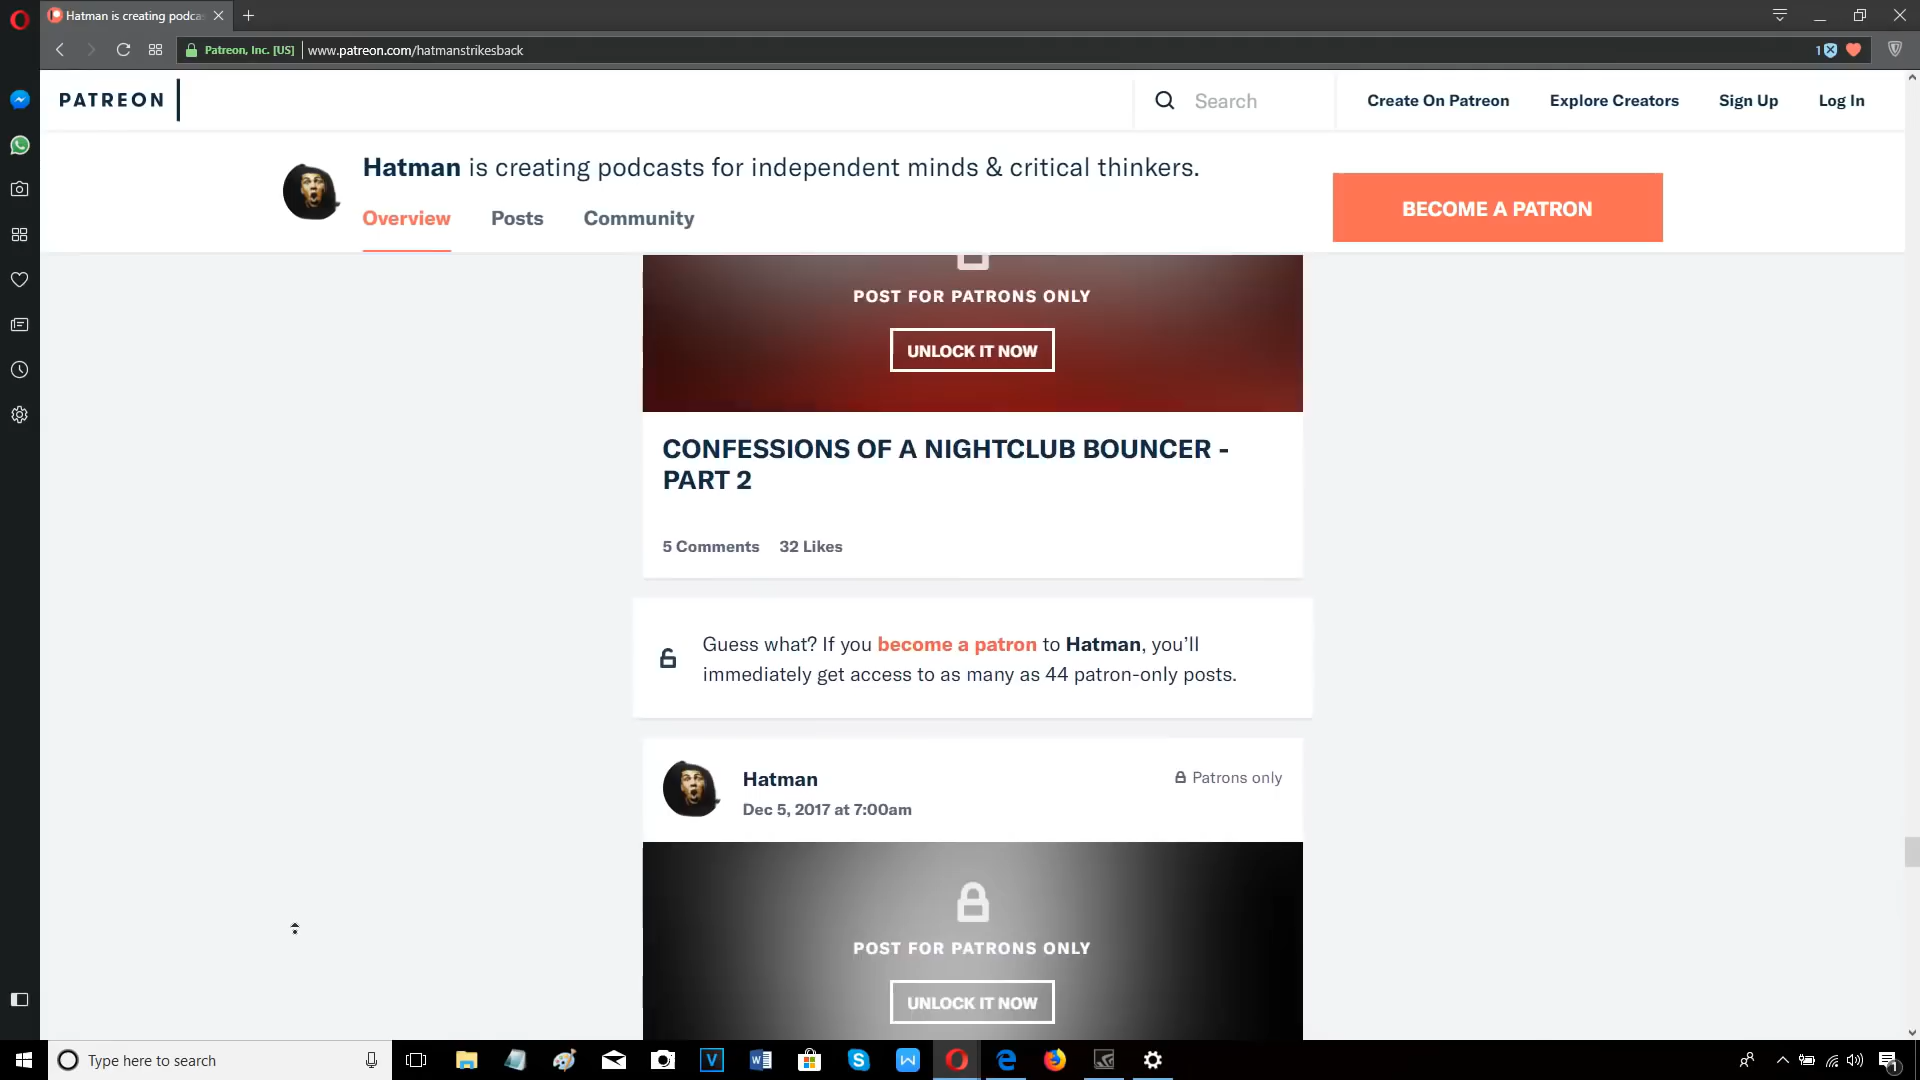 Hatman is creating podca
Patreon, Inc. [US]
www.patreon.com/hatmanstrikesback
1
PATREON
Search
Create On Patreon
Explore Creators
Sign Up
Log In
Hatman is creating podcasts for independent minds & critical thinkers.
Overview
Posts
Community
BECOME A PATRON
POST FOR PATRONS ONLY
UNLOCK IT NOW
CONFESSIONS OF A NIGHTCLUB BOUNCER -
PART 2
5 Comments
32 Likes
Guess what? If you become a patron to Hatman, you’ll
immediately get access to as many as 44 patron-only posts.
Hatman
Patrons only
Dec 5, 2017 at 7:00am
POST FOR PATRONS ONLY
UNLOCK IT NOW
Type here to search
1